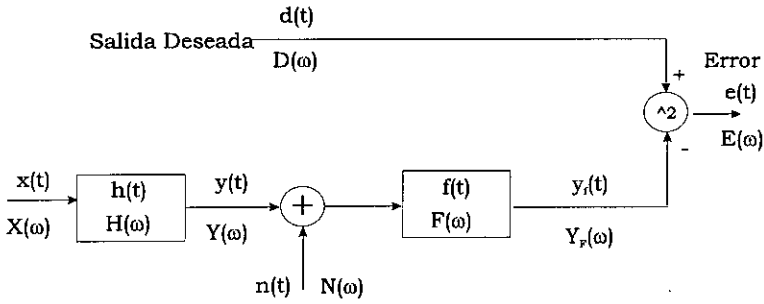 d(t)
Salida Deseada
D(ω)
+
Error
^2
e(t)
E(ω)
-
x(t)
X(ω)
h(t)
H(ω)
y(t)
Y(ω)
+
n(t) N(ω)
f(t)
F(ω)
y_f(t)
Y_F(ω)